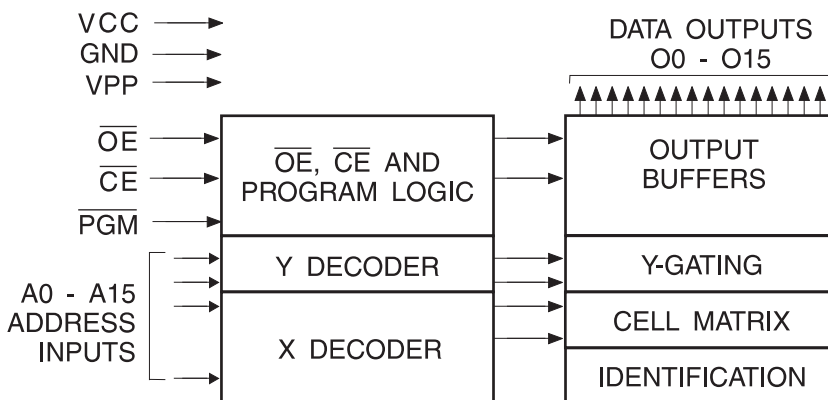 VCC
GND
VPP
OE
CE
PGM
A0 - A15
ADDRESS
INPUTS
OE, CE AND
PROGRAM LOGIC
Y DECODER
X DECODER
DATA OUTPUTS
O0 - O15
OUTPUT
BUFFERS
Y-GATING
CELL MATRIX
IDENTIFICATION